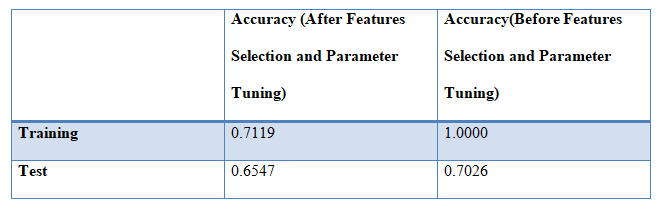 Accuracy (After Features
Selection and Parameter
Tuning)
Accuracy(Before Features
Selection and Parameter
Tuning)
Training 0.7119 1.0000
Test 0.6547 0.7026